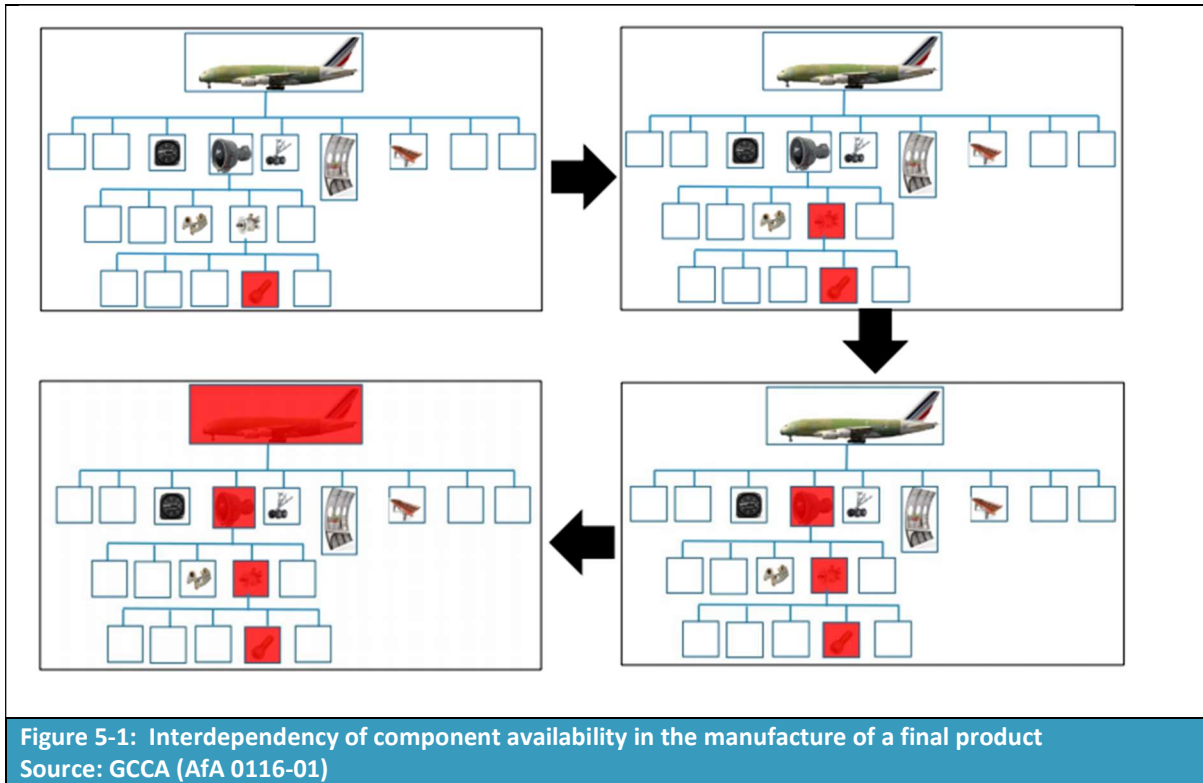 Figure 5-1: Interdependency of component availability in the manufacture of a final product
Source: GCCA (AfA 0116-01)